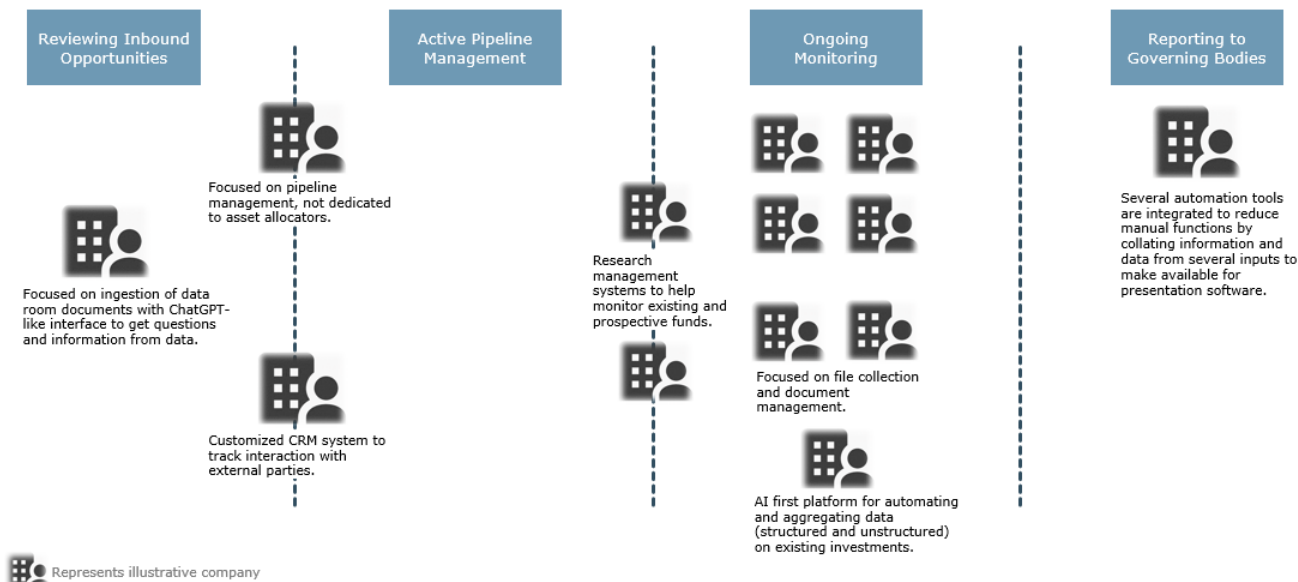 Reviewing Inbound
Opportunities
Active Pipeline
Management
Ongoing
Monitoring
Reporting to
Governing Bodies
Focused on pipeline
management, not dedicated
to asset allocators.
Focused on ingestion of data
room documents with ChatGPT-
like interface to get questions
and information from data.
Customized CRM system to
track interaction with
external parties.
Research
management
systems to help
monitor existing and
prospective funds.
Focused on file collection
and document
management.
AI first platform for automating
and aggregating data
(structured and unstructured)
on existing investments.
Several automation tools
are integrated to reduce
manual functions by
collating information and
data from several inputs to
make available for
presentation software.
Represents illustrative company